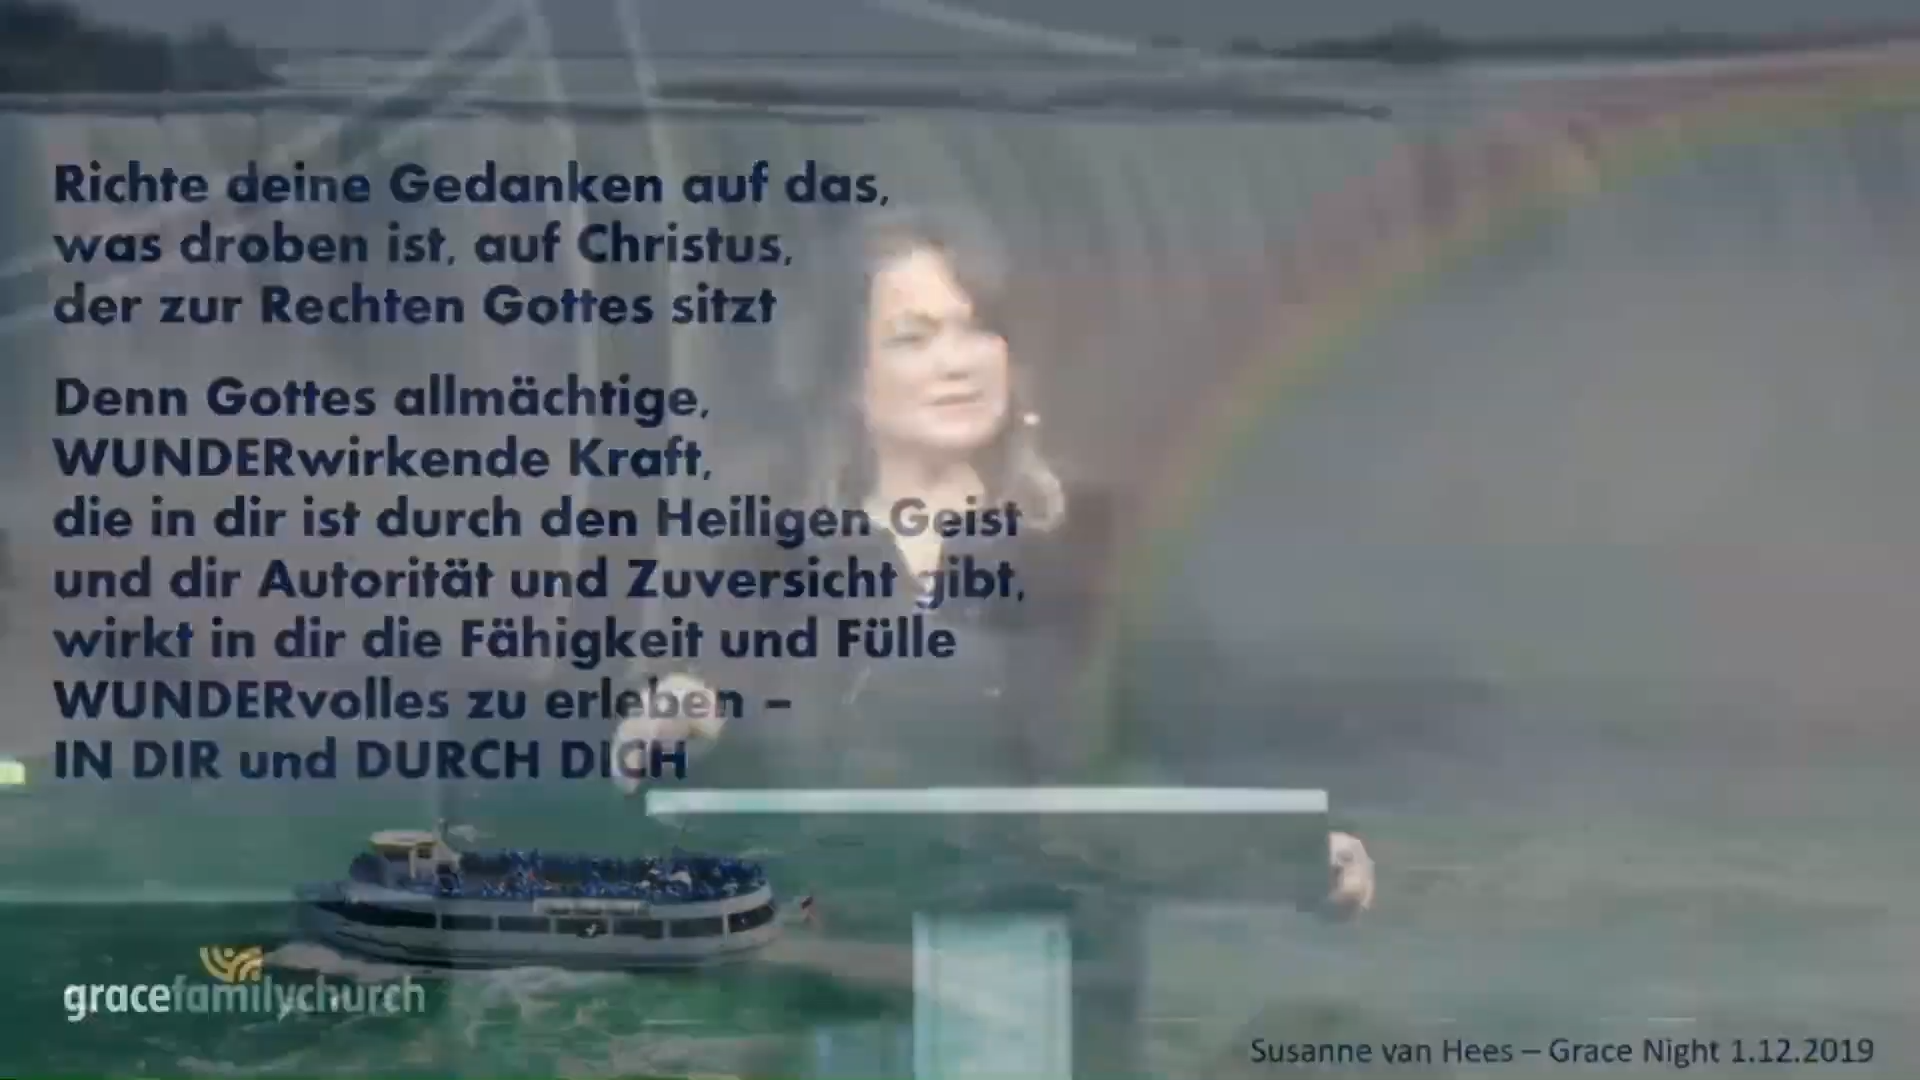 Richte deine Gedanken auf das,
was droben ist, auf Christus,
der zur Rechten Gottes sitzt
Denn Gottes allmächtige,
WUNDERwirkende Kraft,
die in dir ist durch den Heiligen Geist
und dir Autorität und Zuversicht gibt,
wirkt in dir die Fähigkeit und Fülle
WUNDERvolles zu erleben –
IN DIR und DURCH DICH
gracefamilychurch
Susanne van Hees – Grace Night 1.12.2019